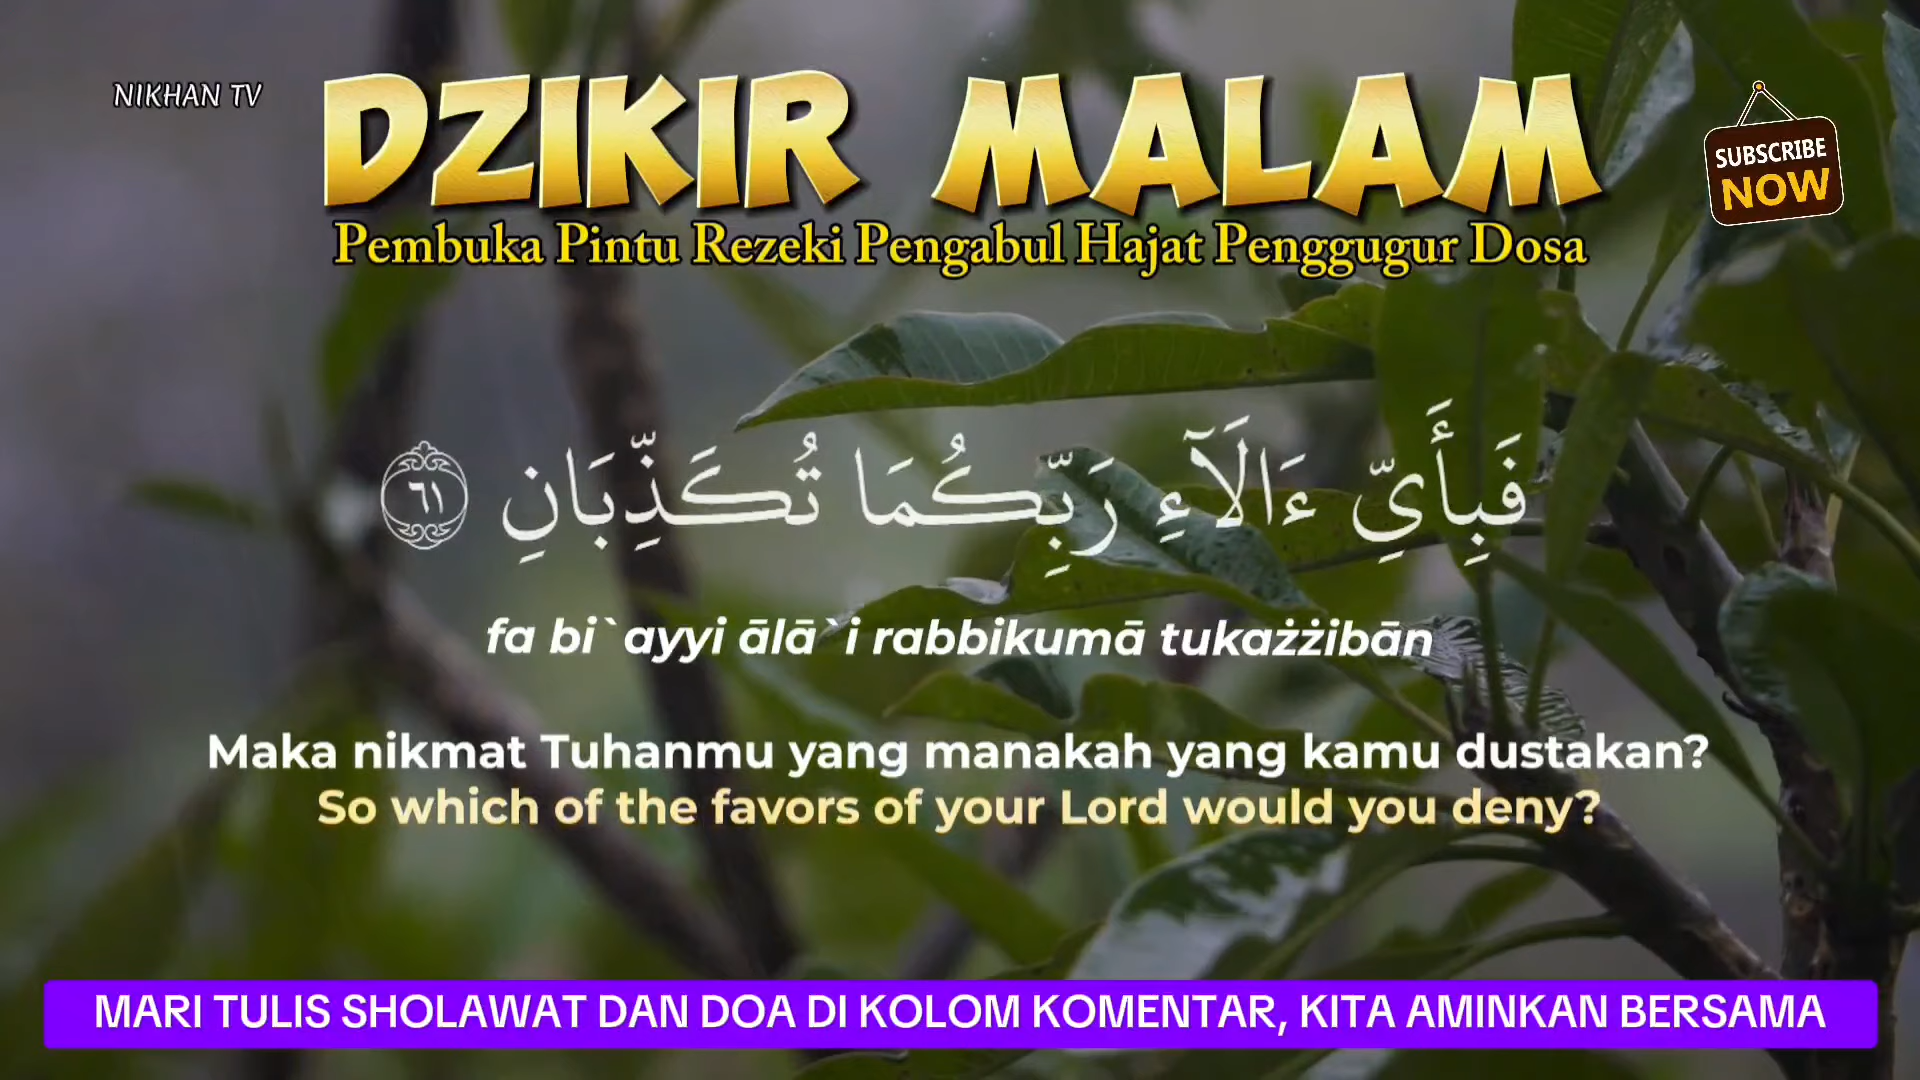 NIKHAN TV
DZIKIR MALAM
SUBSCRIBE
NOW
Pembuka Pintu Rezeki Pengabul Hajat Penggugur Dosa
فَبِأَيِّ ءَالَآءِ رَبِّكُمَا تُكَذِّبَانِ ٦١
fa bi`ayyi ālā`i rabbikumā tukażżibān
Maka nikmat Tuhanmu yang manakah yang kamu dustakan?
So which of the favors of your Lord would you deny?
MARI TULIS SHOLAWAT DAN DOA DI KOLOM KOMENTAR, KITA AMINKAN BERSAMA